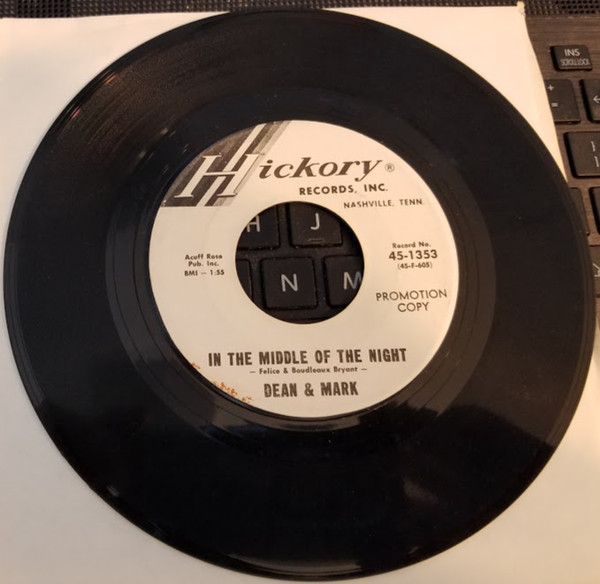 Hickory®
RECORDS, INC.
NASHVILLE, TENN.
Acuff Rose
Pub. Inc.
BMI — 1:55
Record No.
45-1353
(45-F-605)
PROMOTION
COPY
IN THE MIDDLE OF THE NIGHT
— Felice & Boudleaux Bryant —
DEAN & MARK
H J
N M
INS